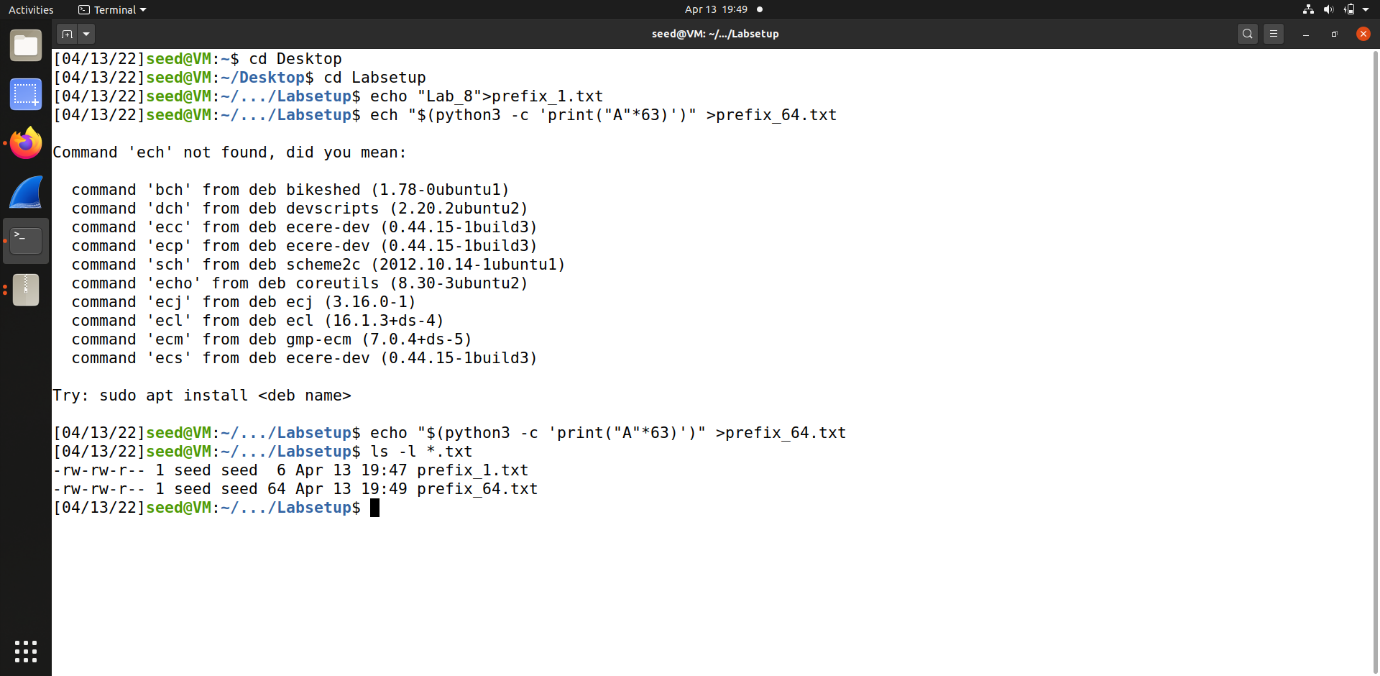 Activities
Terminal
Apr 13 19:49
seed@VM: ~/.../Labsetup
[04/13/22]seed@VM:~$ cd Desktop
[04/13/22]seed@VM:~/Desktop$ cd Labsetup
[04/13/22]seed@VM:~/.../Labsetup$ echo "Lab_8">prefix_1.txt
[04/13/22]seed@VM:~/.../Labsetup$ ech "$(python3 -c 'print("A"*63)')" >prefix_64.txt
Command 'ech' not found, did you mean:
command 'bch' from deb bikeshed (1.78-0ubuntu1)
command 'dch' from deb devscripts (2.20.2ubuntu2)
command 'ecc' from deb ecere-dev (0.44.15-1build3)
command 'ecp' from deb ecere-dev (0.44.15-1build3)
command 'sch' from deb scheme2c (2012.10.14-1ubuntu1)
command 'echo' from deb coreutils (8.30-3ubuntu2)
command 'ecj' from deb ecj (3.16.0-1)
command 'ecl' from deb ecl (16.1.3+ds-4)
command 'ecm' from deb gmp-ecm (7.0.4+ds-5)
command 'ecs' from deb ecere-dev (0.44.15-1build3)
Try: sudo apt install <deb name>
[04/13/22]seed@VM:~/.../Labsetup$ echo "$(python3 -c 'print("A"*63)')" >prefix_64.txt
[04/13/22]seed@VM:~/.../Labsetup$ ls -l *.txt
-rw-rw-r-- 1 seed seed  6 Apr 13 19:47 prefix_1.txt
-rw-rw-r-- 1 seed seed 64 Apr 13 19:49 prefix_64.txt
[04/13/22]seed@VM:~/.../Labsetup$